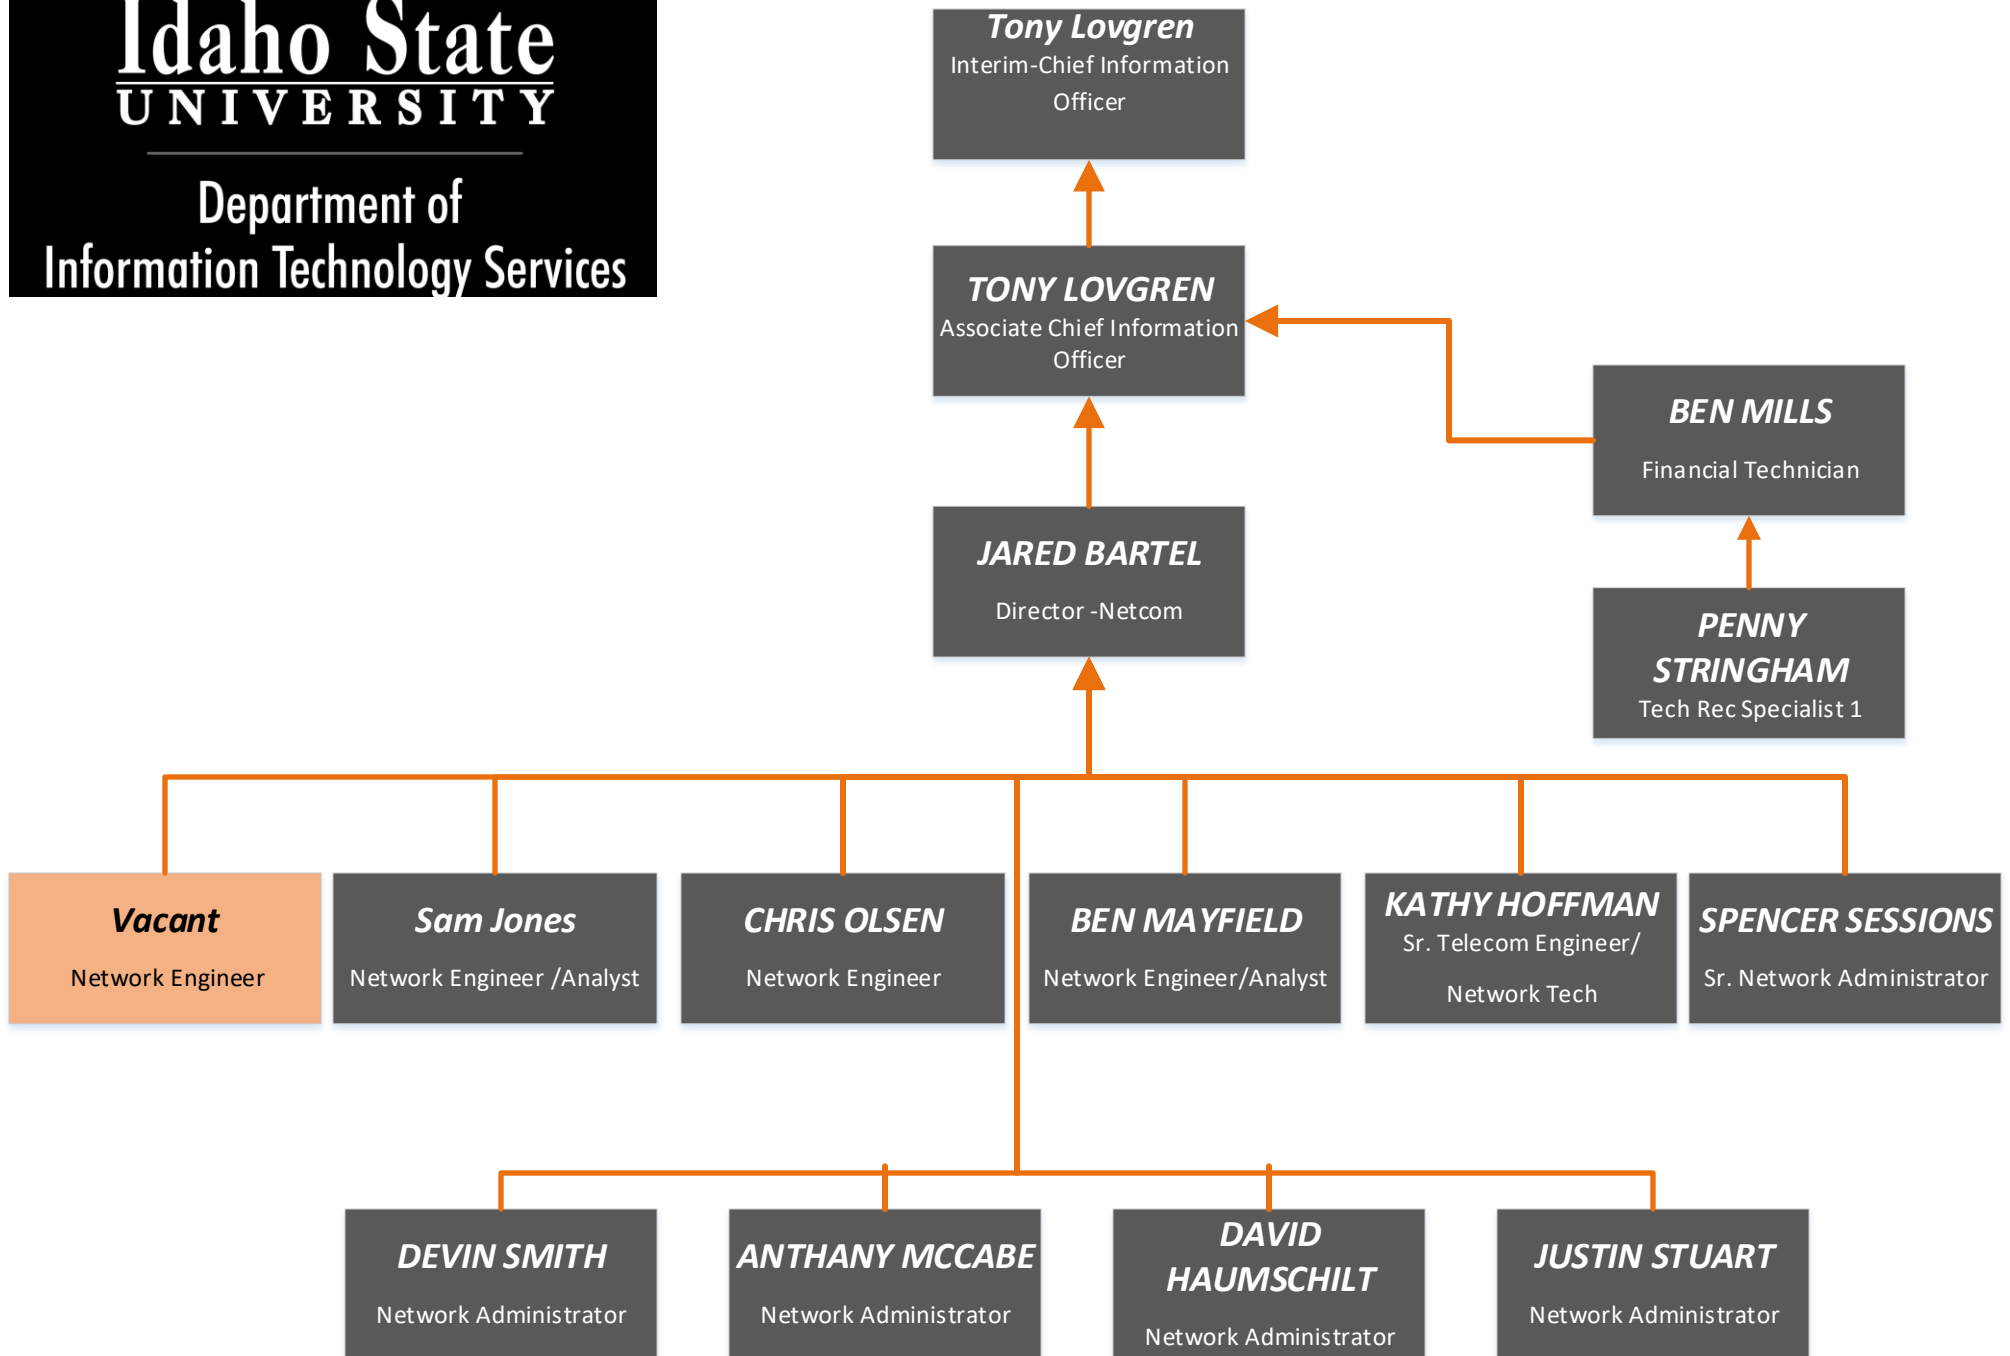 Idaho State
UNIVERSITY
Department of
Information Technology Services
Tony Lovgren
Interim-Chief Information
Officer
TONY LOVGREN
Associate Chief Information
Officer
BEN MILLS
Financial Technician
JARED BARTEL
Director -Netcom
PENNY
STRINGHAM
Tech Rec Specialist 1
Vacant
Network Engineer
Sam Jones
Network Engineer /Analyst
CHRIS OLSEN
Network Engineer
BEN MAYFIELD
Network Engineer/Analyst
KATHY HOFFMAN
Sr. Telecom Engineer/
Network Tech
SPENCER SESSIONS
Sr. Network Administrator
DEVIN SMITH
Network Administrator
ANTHANY MCCABE
Network Administrator
DAVID
HAUMSCHILT
Network Administrator
JUSTIN STUART
Network Administrator